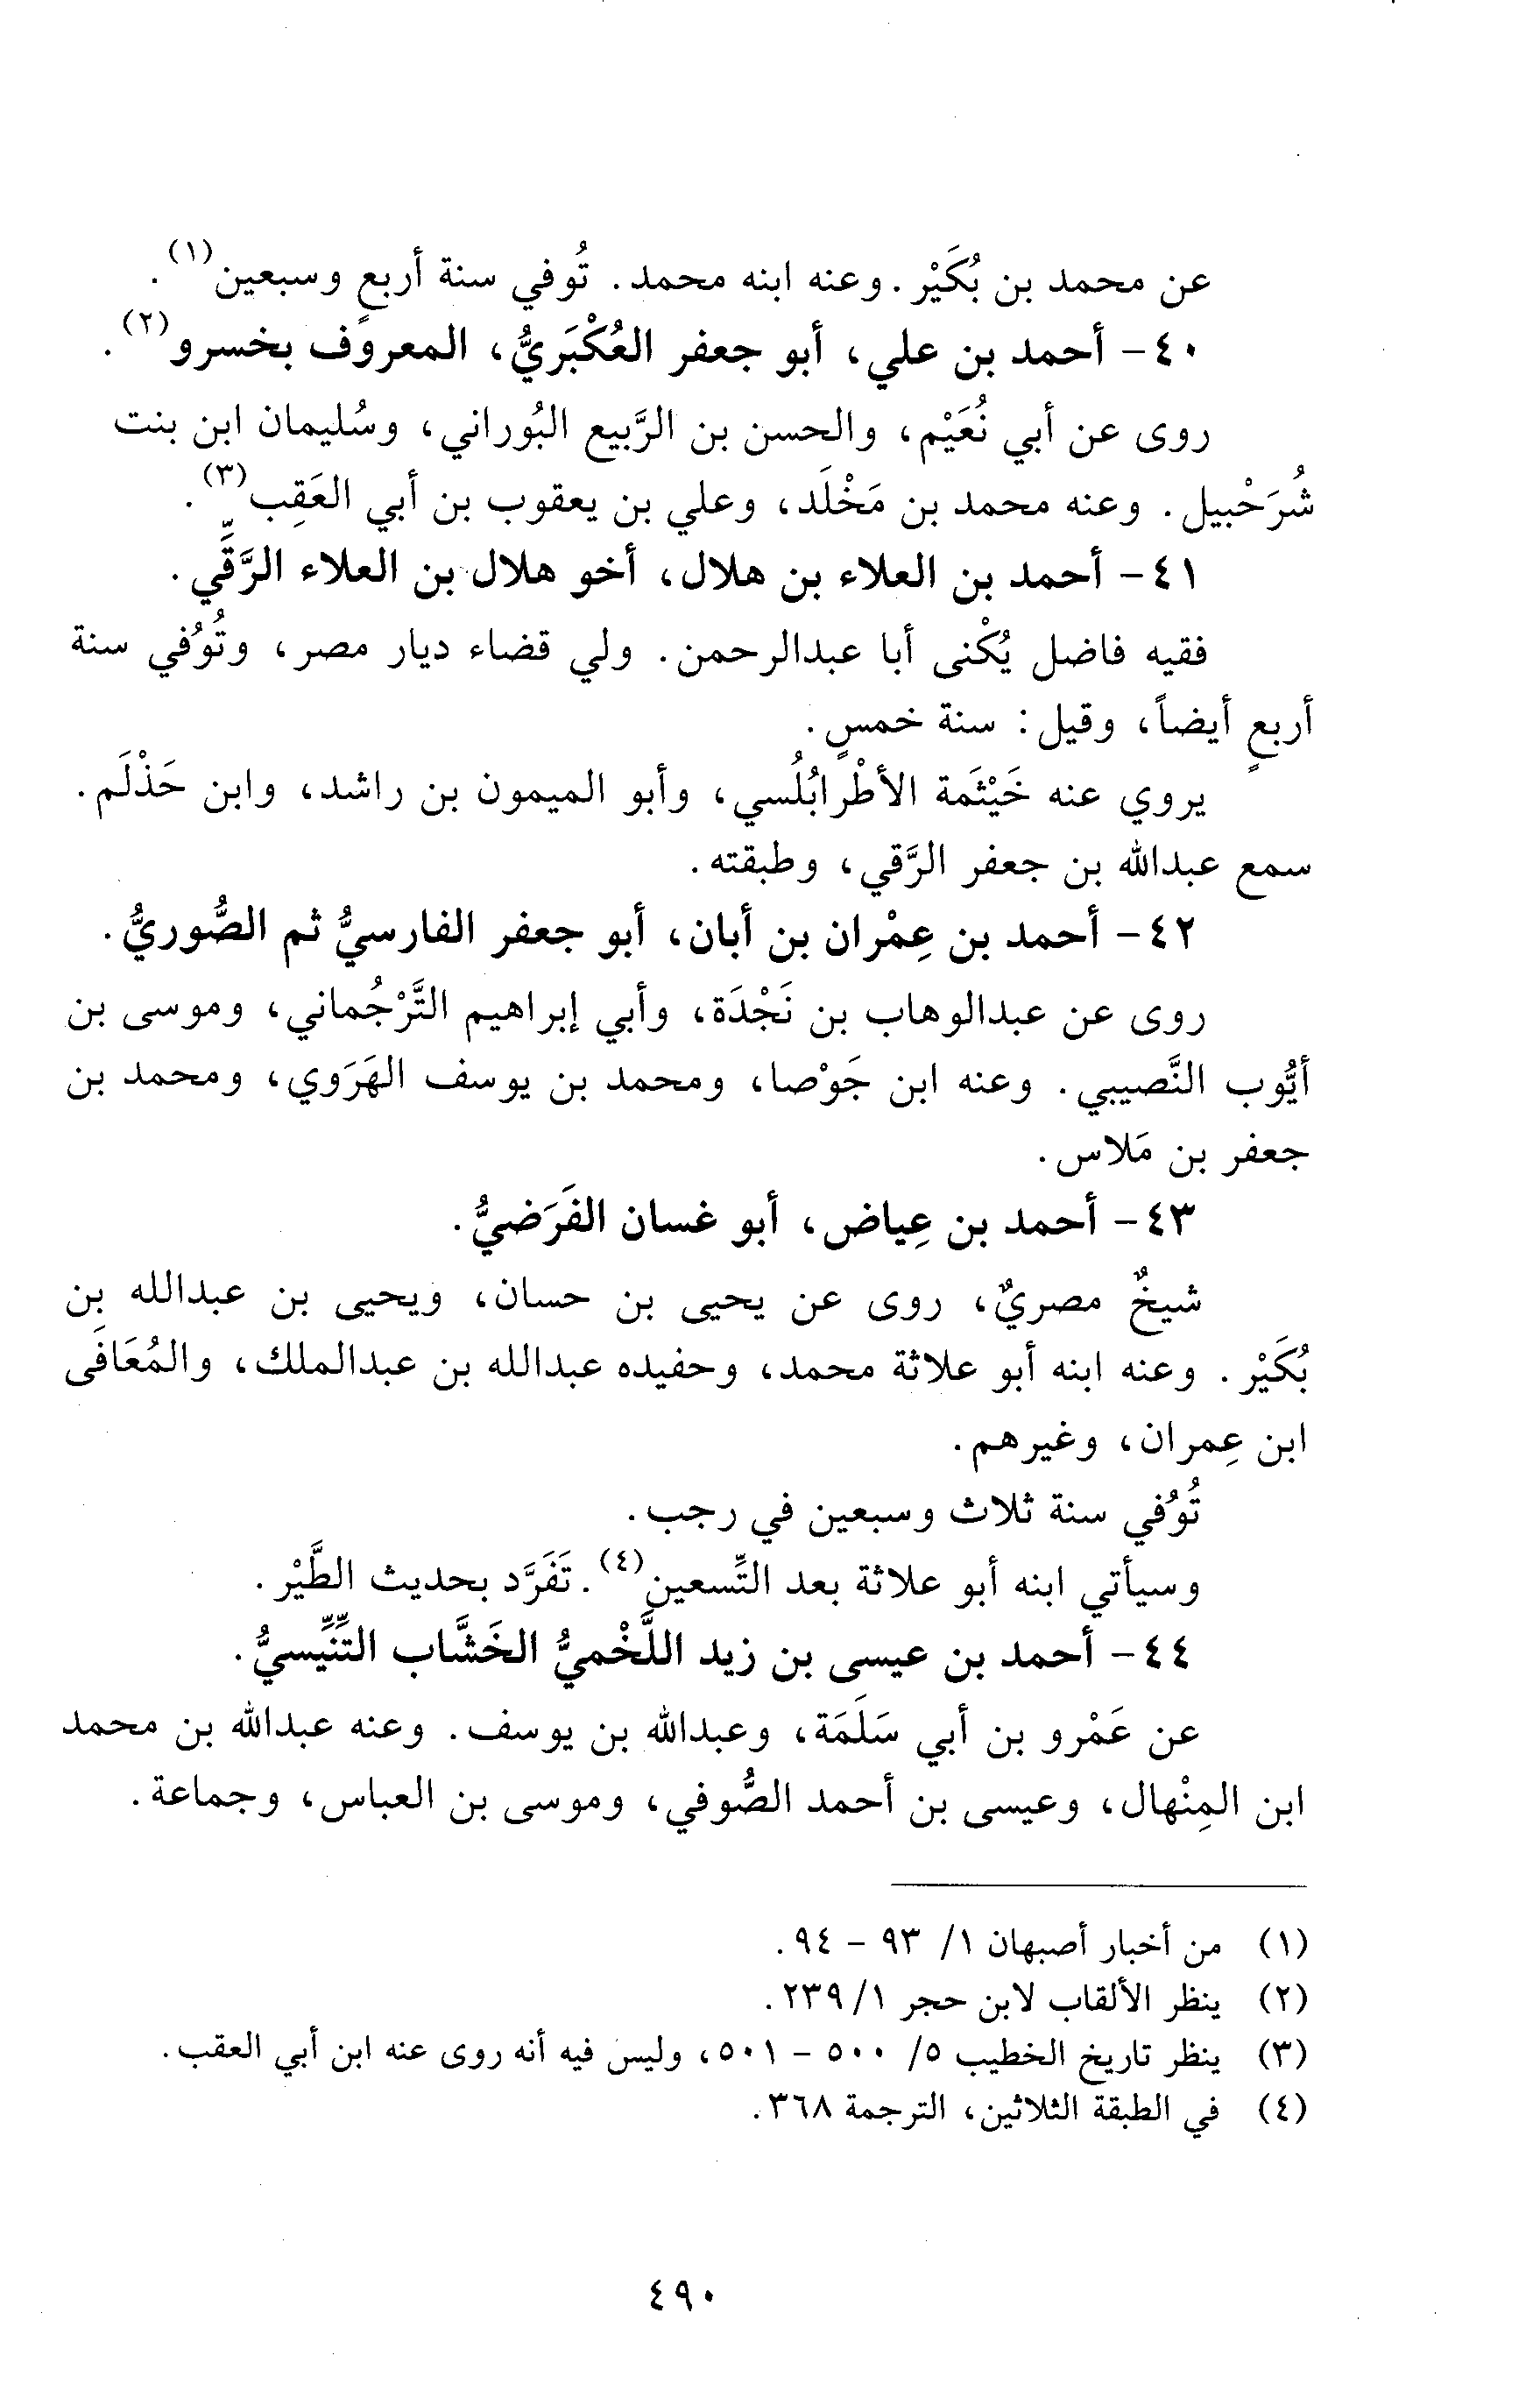 عن محمد بن بُكَيْر. وعنه ابنه محمد. تُوفي سنة أربعٍ وسبعين(١).
٤٠- أحمد بن علي، أبو جعفر العُكْبَريُّ، المعروف بخسرو(٢).
روى عن أبي نُعَيْم، والحسن بن الرَّبيع البُوراني، وسُليمان ابن بنت
شُرَحْبيل. وعنه محمد بن مَخْلَد، وعلي بن يعقوب بن أبي العَقِب(٣).
٤١- أحمد بن العلاء بن هلال، أخو هلال بن العلاء الرَّقِّي.
فقيه فاضل يُكْنى أبا عبدالرحمن. ولي قضاء ديار مصر، وتُوُفي سنة
أربعٍ أيضاً، وقيل: سنة خمسٍ.
يروي عنه خَيْثَمة الأطْرابُلُسي، وأبو الميمون بن راشد، وابن حَذْلَم.
سمع عبدالله بن جعفر الرَّقي، وطبقته.
٤٢- أحمد بن عِمْران بن أبان، أبو جعفر الفارسيُّ ثم الصُّوريُّ.
روى عن عبدالوهاب بن نَجْدَة، وأبي إبراهيم التَّرْجُماني، وموسى بن
أيُّوب النَّصيبي. وعنه ابن جَوْصا، ومحمد بن يوسف الهَرَوي، ومحمد بن
جعفر بن مَلاس.
٤٣- أحمد بن عِياض، أبو غسان الفَرَضيُّ.
شيخٌ مصريٌ، روى عن يحيى بن حسان، ويحيى بن عبدالله بن
بُكَيْر. وعنه ابنه أبو علاثة محمد، وحفيده عبدالله بن عبدالملك، والمُعَافَى
ابن عِمران، وغيرهم.
تُوُفي سنة ثلاث وسبعين في رجب.
وسيأتي ابنه أبو علاثة بعد التِّسعين(٤). تَفَرَّد بحديث الطَّيْر.
٤٤- أحمد بن عيسى بن زيد اللَّخْميُّ الخَشَّاب التِّنِّيسيُّ.
عن عَمْرو بن أبي سَلَمَة، وعبدالله بن يوسف. وعنه عبدالله بن محمد
ابن المِنْهال، وعيسى بن أحمد الصُّوفي، وموسى بن العباس، وجماعة.
(١) من أخبار أصبهان ١/ ٩٣ - ٩٤.
(٢) ينظر الألقاب لابن حجر ١/ ٢٣٩.
(٣) ينظر تاريخ الخطيب ٥/ ٥٠٠ - ٥٠١، وليس فيه أنه روى عنه ابن أبي العقب.
(٤) في الطبقة الثلاثين، الترجمة ٣٦٨.
٤٩٠